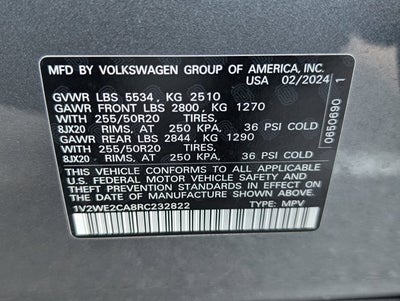 MFD BY VOLKSWAGEN GROUP OF AMERICA, INC.
USA 02/2024
GVWR LBS 5534, KG 2510
GAWR FRONT LBS 2800, KG 1270
WITH 255/50R20 TIRES,
8JX20 RIMS, AT 250 KPA, 36 PSI COLD
GAWR REAR LBS 2844, KG 1290
WITH 255/50R20 TIRES,
8JX20 RIMS, AT 250 KPA, 36 PSI COLD
THIS VEHICLE CONFORMS TO ALL APPLICABLE
FEDERAL MOTOR VEHICLE SAFETY, BUMPER
AND THEFT PREVENTION STANDARDS IN EFFECT ON
THE DATE OF MANUFACTURE SHOWN ABOVE.
1V2WE2CA8RC232822 TYPE: MPV
0650690 1